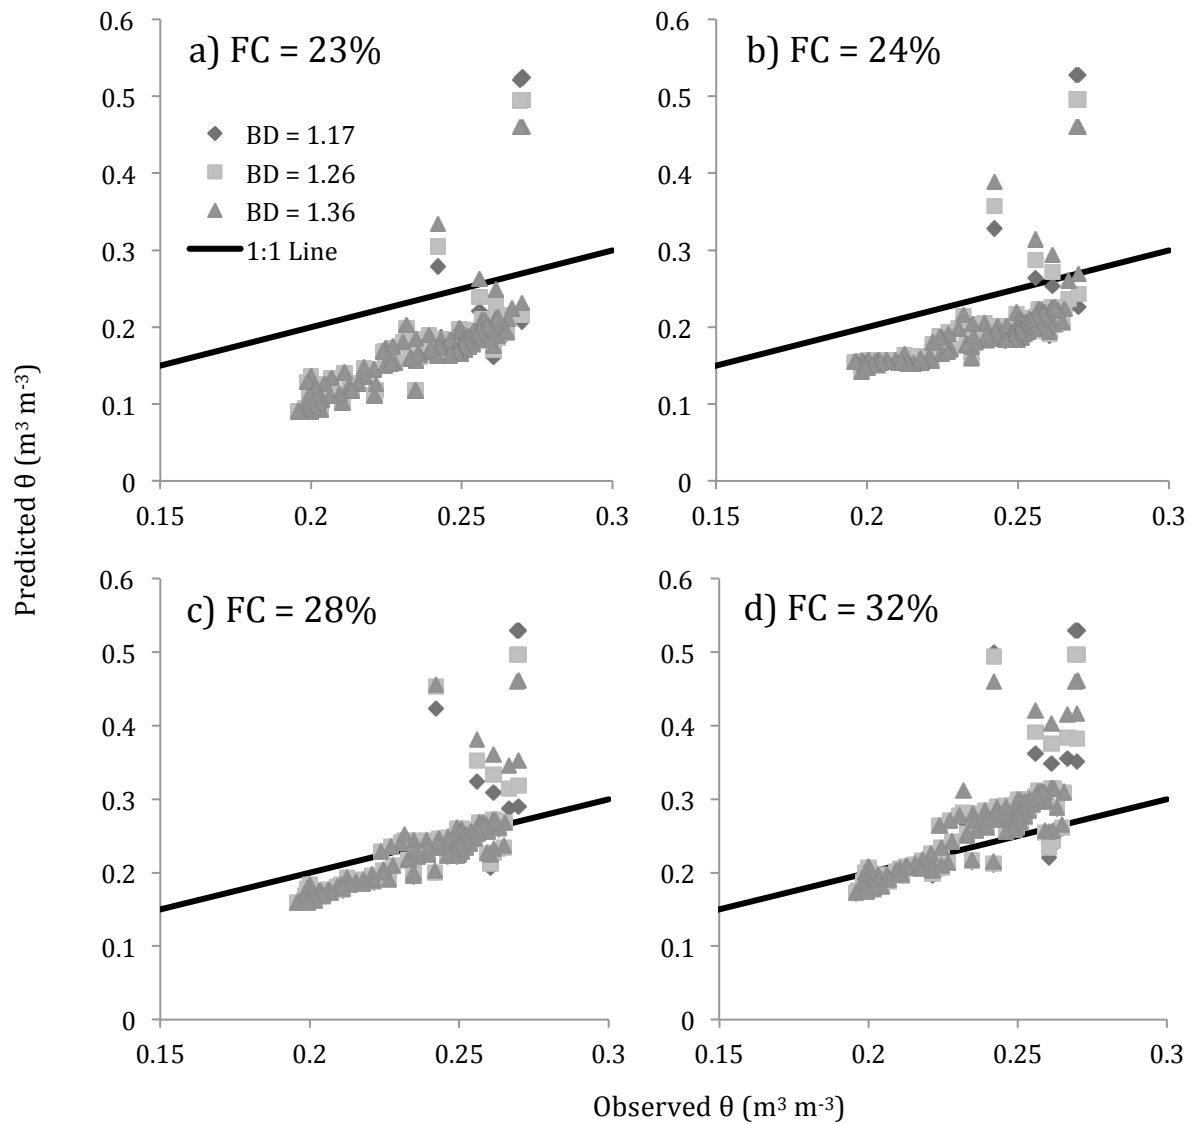 a) FC = 23%
0.6
0.5
0.4
0.3
0.2
0.1
0
BD = 1.17
BD = 1.26
BD = 1.36
1:1 Line
0.15 0.2 0.25 0.3
b) FC = 24%
0.6
0.5
0.4
0.3
0.2
0.1
0
0.15 0.2 0.25 0.3
c) FC = 28%
0.6
0.5
0.4
0.3
0.2
0.1
0
0.15 0.2 0.25 0.3
d) FC = 32%
0.6
0.5
0.4
0.3
0.2
0.1
0
0.15 0.2 0.25 0.3
Predicted θ (m³ m⁻³)
Observed θ (m³ m⁻³)